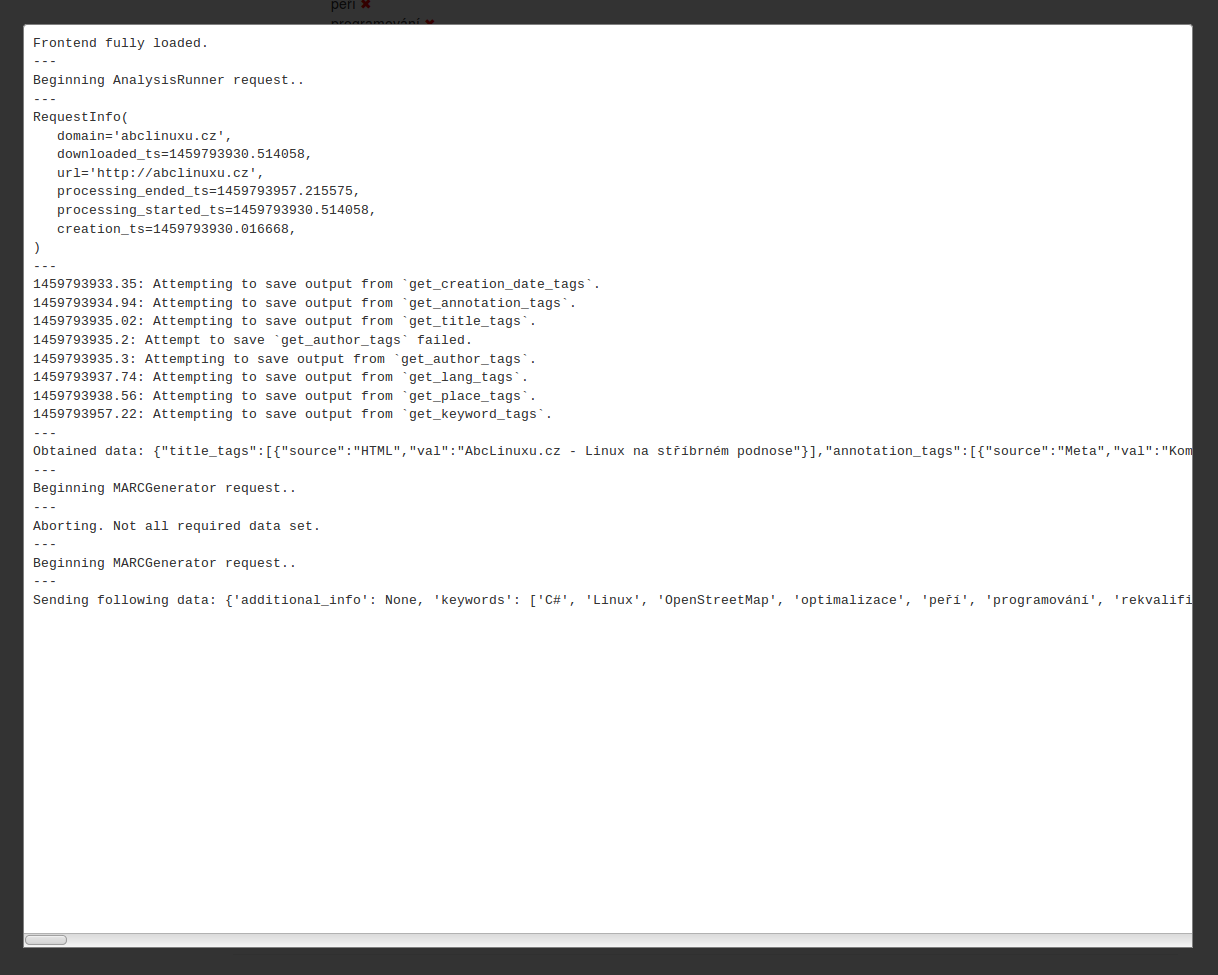 peří ✖
programování ✖
Frontend fully loaded.
---
Beginning AnalysisRunner request..
---
RequestInfo(
   domain='abclinuxu.cz',
   downloaded_ts=1459793930.514058,
   url='http://abclinuxu.cz',
   processing_ended_ts=1459793957.215575,
   processing_started_ts=1459793930.514058,
   creation_ts=1459793930.016668,
)
---
1459793933.35: Attempting to save output from `get_creation_date_tags`.
1459793934.94: Attempting to save output from `get_annotation_tags`.
1459793935.02: Attempting to save output from `get_title_tags`.
1459793935.2: Attempt to save `get_author_tags` failed.
1459793935.3: Attempting to save output from `get_author_tags`.
1459793937.74: Attempting to save output from `get_lang_tags`.
1459793938.56: Attempting to save output from `get_place_tags`.
1459793957.22: Attempting to save output from `get_keyword_tags`.
---
Obtained data: {"title_tags":[{"source":"HTML","val":"AbcLinuxu.cz - Linux na stříbrném podnose"}],"annotation_tags":[{"source":"Meta","val":"Kom
---
Beginning MARCGenerator request..
---
Aborting. Not all required data set.
---
Beginning MARCGenerator request..
---
Sending following data: {'additional_info': None, 'keywords': ['C#', 'Linux', 'OpenStreetMap', 'optimalizace', 'peří', 'programování', 'rekvalifi